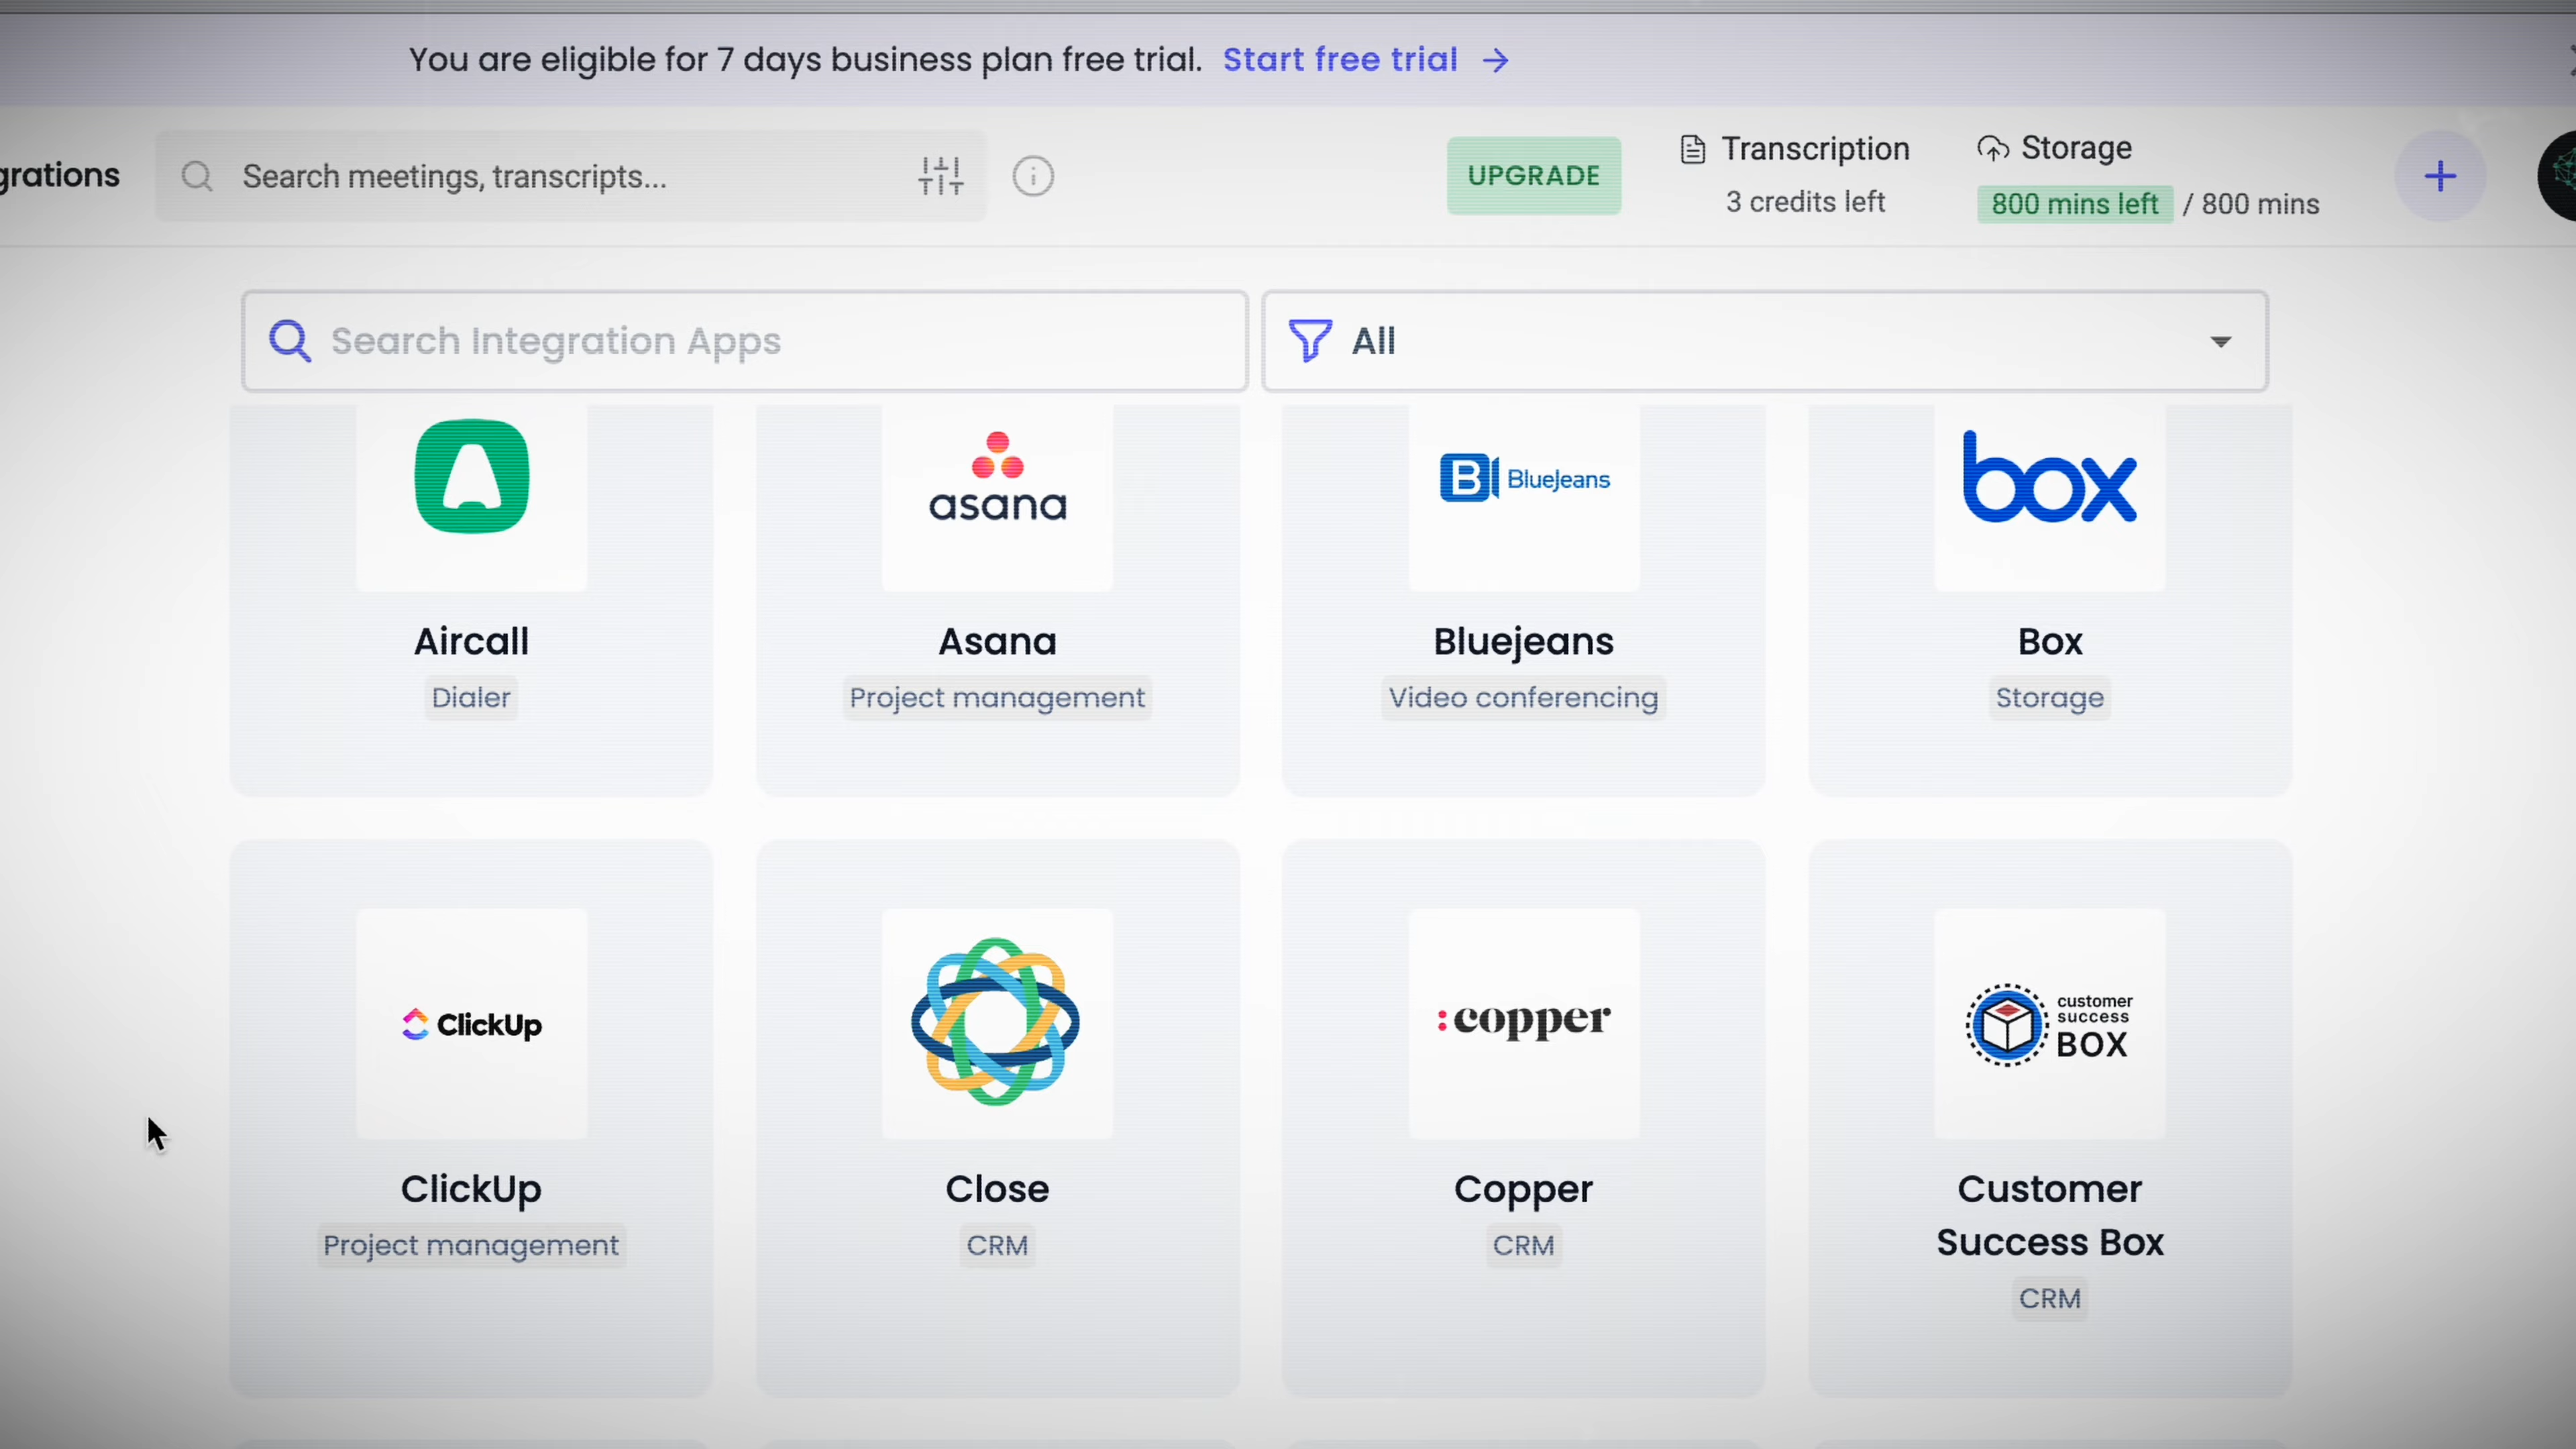 You are eligible for 7 days business plan free trial. Start free trial →
grations
Search meetings, transcripts...
UPGRADE
Transcription
3 credits left
Storage
800 mins left / 800 mins
Search Integration Apps
All
asana
B BlueJeans
box
Aircall
Asana
Bluejeans
Box
Dialer
Project management
Video conferencing
Storage
ClickUp
:copper
customer
success
BOX
ClickUp
Close
Copper
Customer
Success Box
Project management
CRM
CRM
CRM